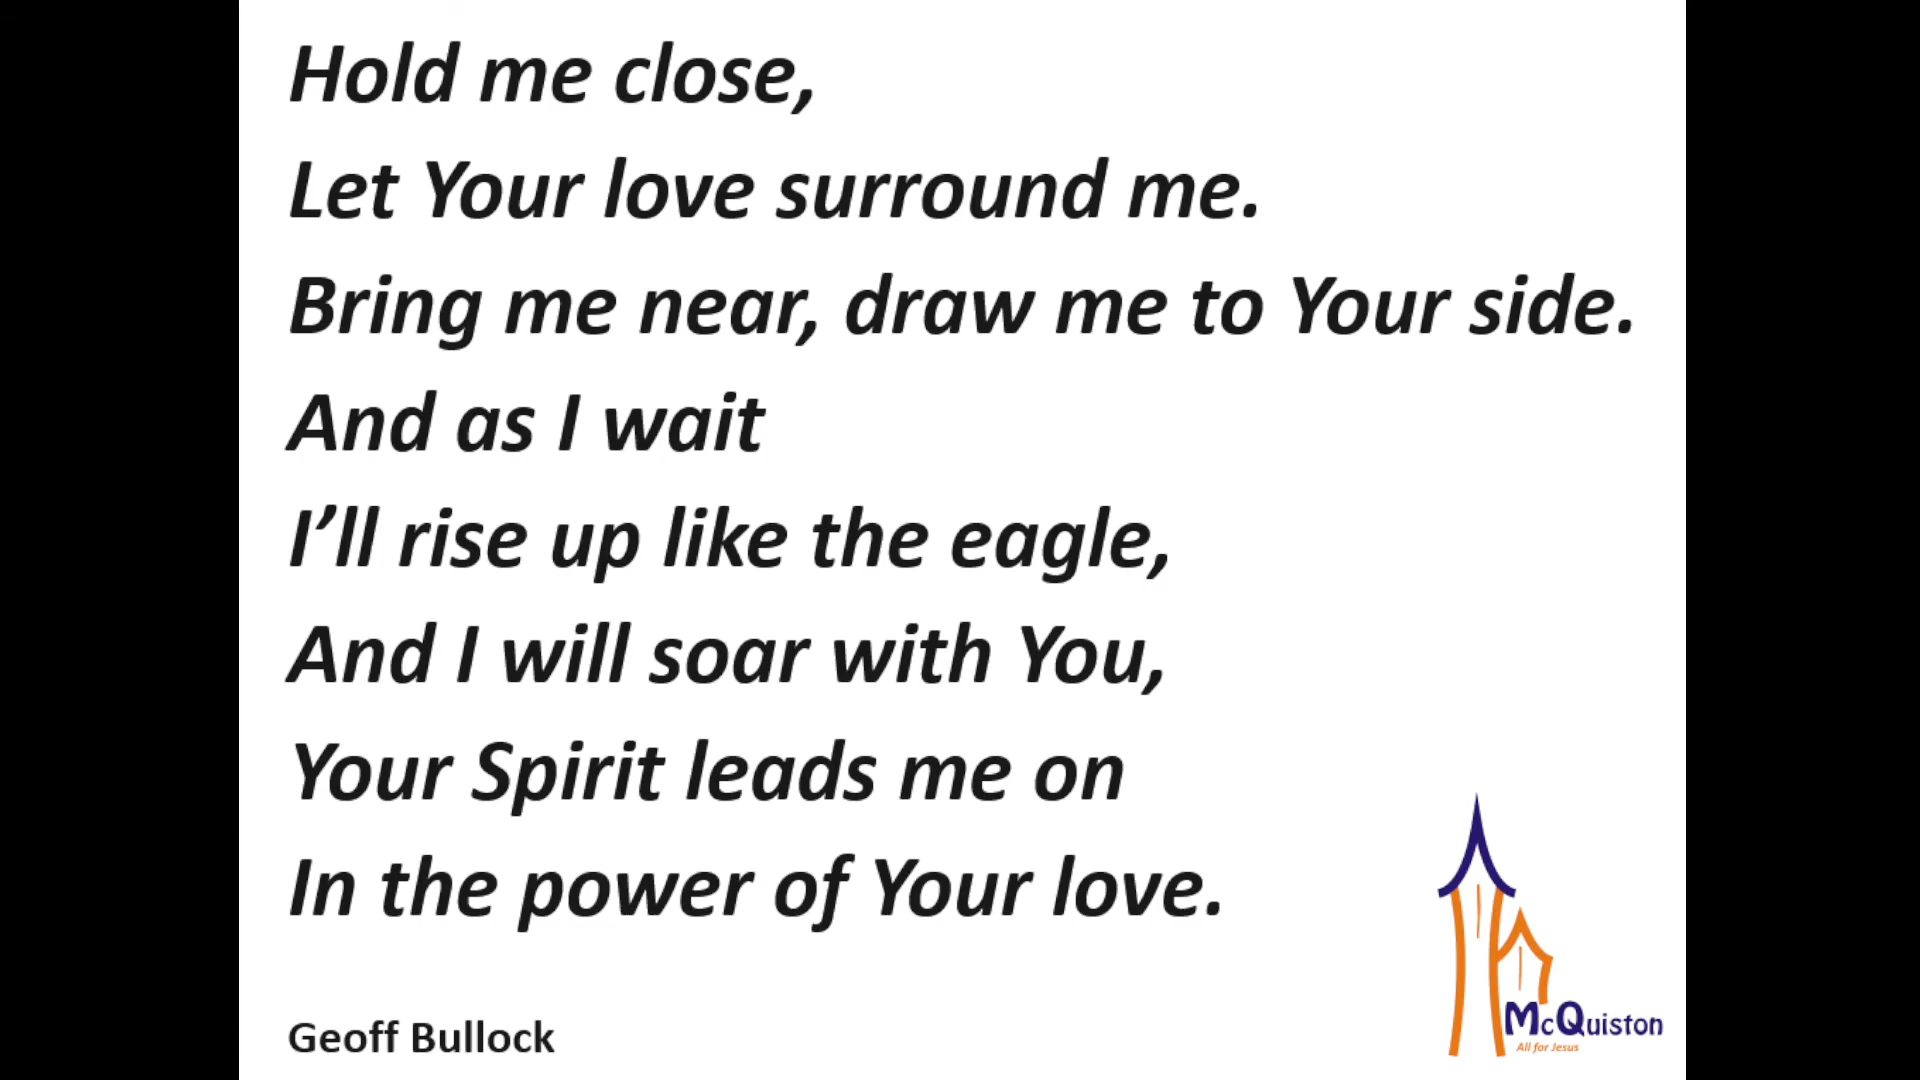 Hold me close,
Let Your love surround me.
Bring me near, draw me to Your side.
And as I wait
I’ll rise up like the eagle,
And I will soar with You,
Your Spirit leads me on
In the power of Your love.
Geoff Bullock
McQuiston
All for Jesus